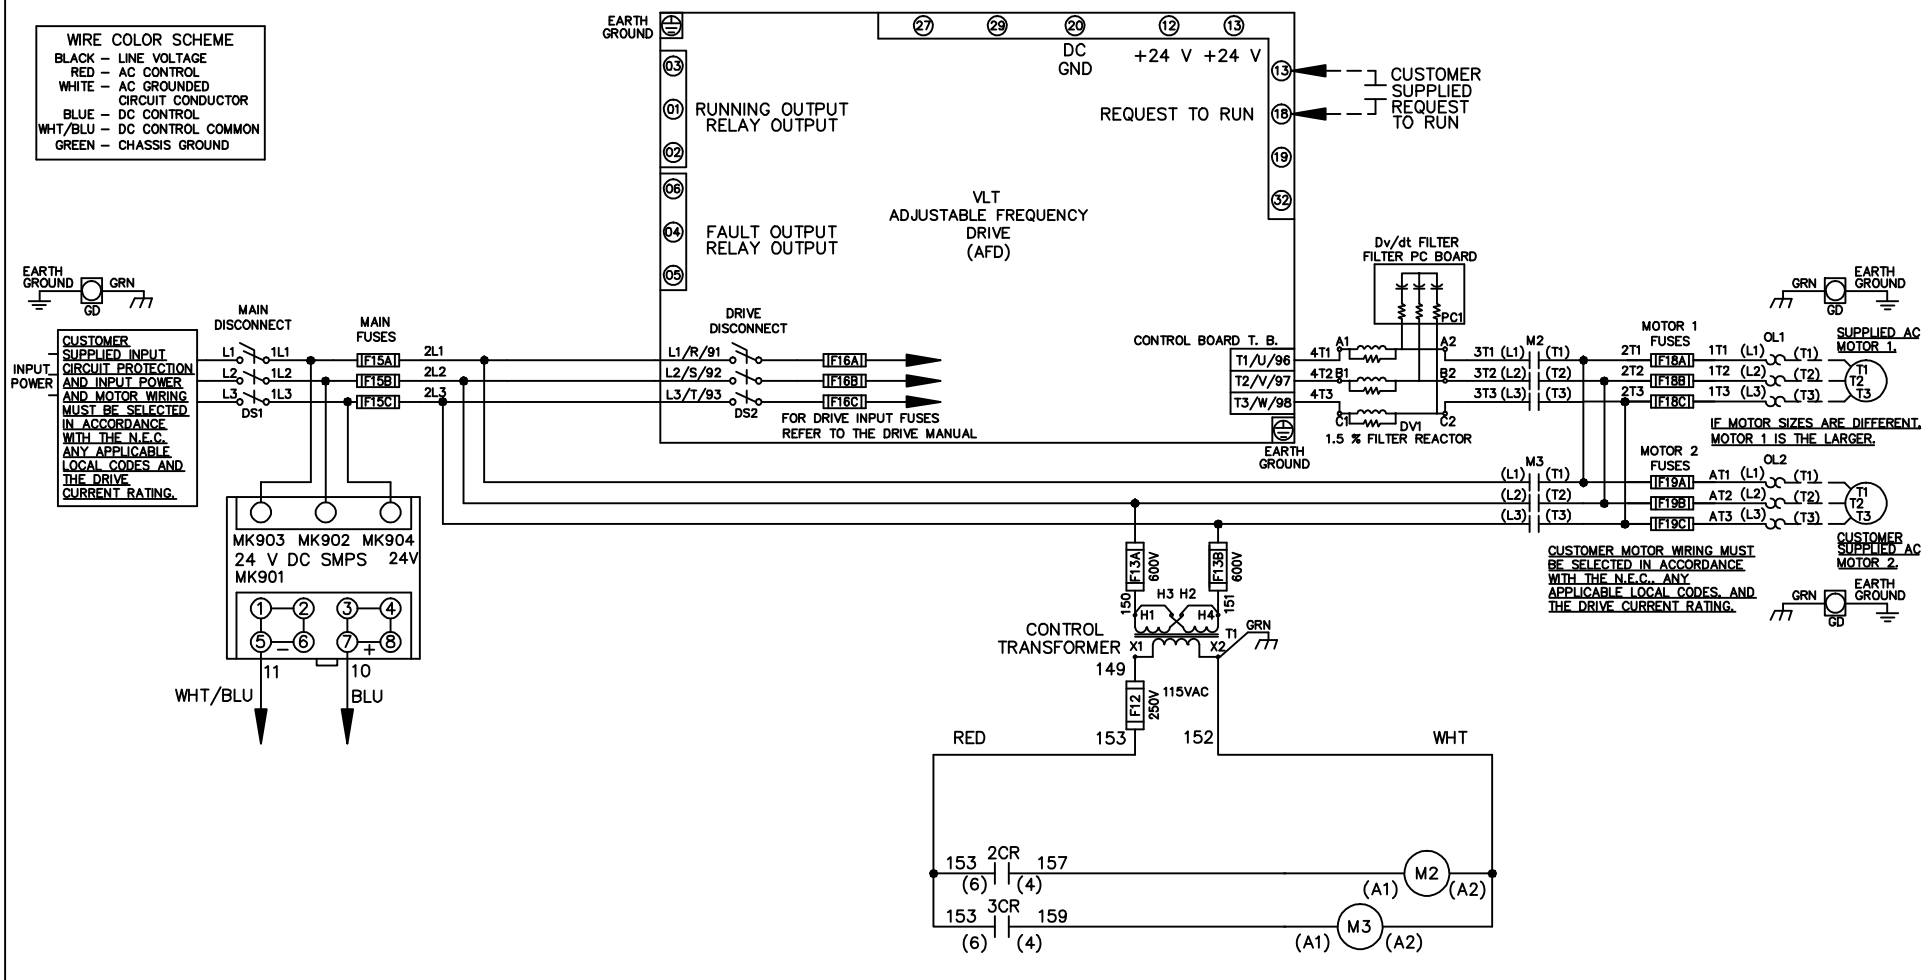 WIRE COLOR SCHEME
BLACK – LINE VOLTAGE
RED – AC CONTROL
WHITE – AC GROUNDED
CIRCUIT CONDUCTOR
BLUE – DC CONTROL
WHT/BLU – DC CONTROL COMMON
GREEN – CHASSIS GROUND
EARTH
GROUND
27 29 20 12 13
DC
GND
+24 V +24 V
03
01
02
RUNNING OUTPUT
RELAY OUTPUT
06
04
05
FAULT OUTPUT
RELAY OUTPUT
13
18
19
32
REQUEST TO RUN
CUSTOMER
SUPPLIED
REQUEST
TO RUN
VLT
ADJUSTABLE FREQUENCY
DRIVE
(AFD)
Dv/dt FILTER
FILTER PC BOARD
PC1
EARTH
GROUND
GRN
GD
MAIN
DISCONNECT
MAIN
FUSES
INPUT
POWER
CUSTOMER
SUPPLIED INPUT
CIRCUIT PROTECTION
AND INPUT POWER
AND MOTOR WIRING
MUST BE SELECTED
IN ACCORDANCE
WITH THE N.E.C.
ANY APPLICABLE
LOCAL CODES AND
THE DRIVE
CURRENT RATING.
L1 1L1 F15A 2L1
L2 1L2 F15B 2L2
L3 1L3 F15C 2L3
DS1
DRIVE
DISCONNECT
L1/R/91 F16A
L2/S/92 F16B
L3/T/93 F16C
DS2
FOR DRIVE INPUT FUSES
REFER TO THE DRIVE MANUAL
CONTROL BOARD T. B.
T1/U/96 4T1 A1 A2 3T1 (L1) M2 (T1)
T2/V/97 4T2 B1 B2 3T2 (L2) (T2)
T3/W/98 4T3 C1 C2 3T3 (L3) (T3)
DV1
1.5 % FILTER REACTOR
EARTH
GROUND
MOTOR 1
FUSES
2T1 F18A 1T1 (L1) OL1 (T1)
2T2 F18B 1T2 (L2) (T2)
2T3 F18C 1T3 (L3) (T3)
GRN
GD
EARTH
GROUND
SUPPLIED AC
MOTOR 1.
T1
T2
T3
IF MOTOR SIZES ARE DIFFERENT,
MOTOR 1 IS THE LARGER.
M3
(L1) (T1)
(L2) (T2)
(L3) (T3)
MOTOR 2
FUSES
F19A AT1 (L1) OL2 (T1)
F19B AT2 (L2) (T2)
F19C AT3 (L3) (T3)
T1
T2
T3
CUSTOMER
SUPPLIED AC
MOTOR 2.
CUSTOMER MOTOR WIRING MUST
BE SELECTED IN ACCORDANCE
WITH THE N.E.C., ANY
APPLICABLE LOCAL CODES, AND
THE DRIVE CURRENT RATING.
GRN
GD
EARTH
GROUND
MK903 MK902 MK904
24 V DC SMPS 24V
MK901
1 2 3 4
5 – 6 7 + 8
11 10
WHT/BLU BLU
F13A 600V F13B 600V
150 151
H3 H2
H1 H4
CONTROL
TRANSFORMER
T1 GRN
X1 X2
149
F12 250V
115VAC
153 152
RED WHT
153 2CR 157
(6) (4)
M2
(A1) (A2)
153 3CR 159
(6) (4)
M3
(A1) (A2)